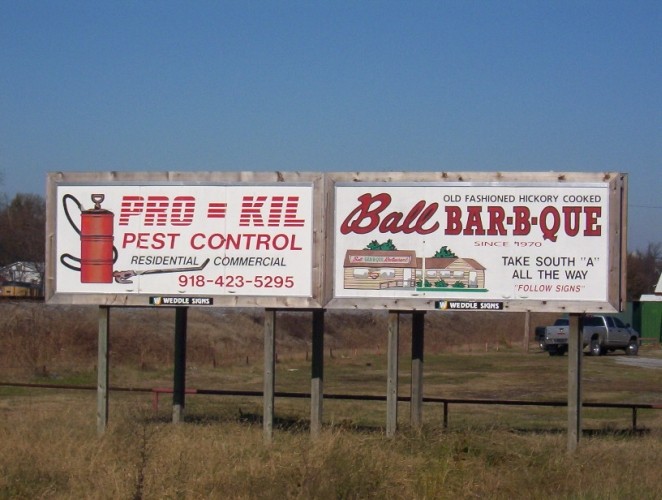 PRO = KIL
PEST CONTROL
RESIDENTIAL COMMERCIAL
918-423-5295
WEDDLE SIGNS
OLD FASHIONED HICKORY COOKED
Ball BAR-B-QUE
SINCE 1970
TAKE SOUTH "A"
ALL THE WAY
"FOLLOW SIGNS"
WEDDLE SIGNS